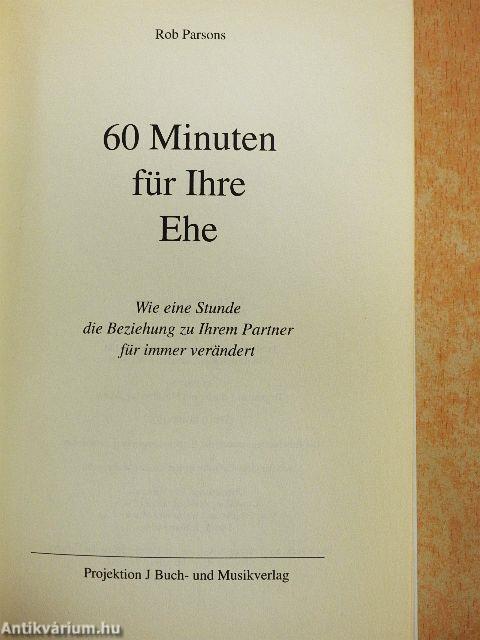 Rob Parsons
60 Minuten
für Ihre
Ehe
Wie eine Stunde
die Beziehung zu Ihrem Partner
für immer verändert
Projektion J Buch- und Musikverlag
Antikvárium.hu